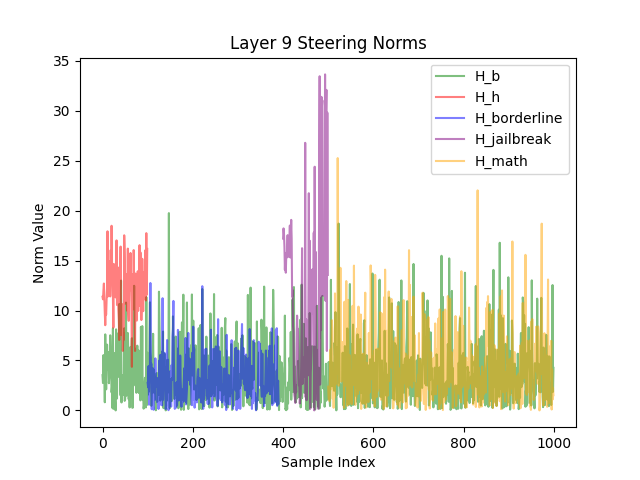 Layer 9 Steering Norms
35
30
25
20
15
10
5
0
Norm Value
H_b
H_h
H_borderline
H_jailbreak
H_math
0
200
400
600
800
1000
Sample Index